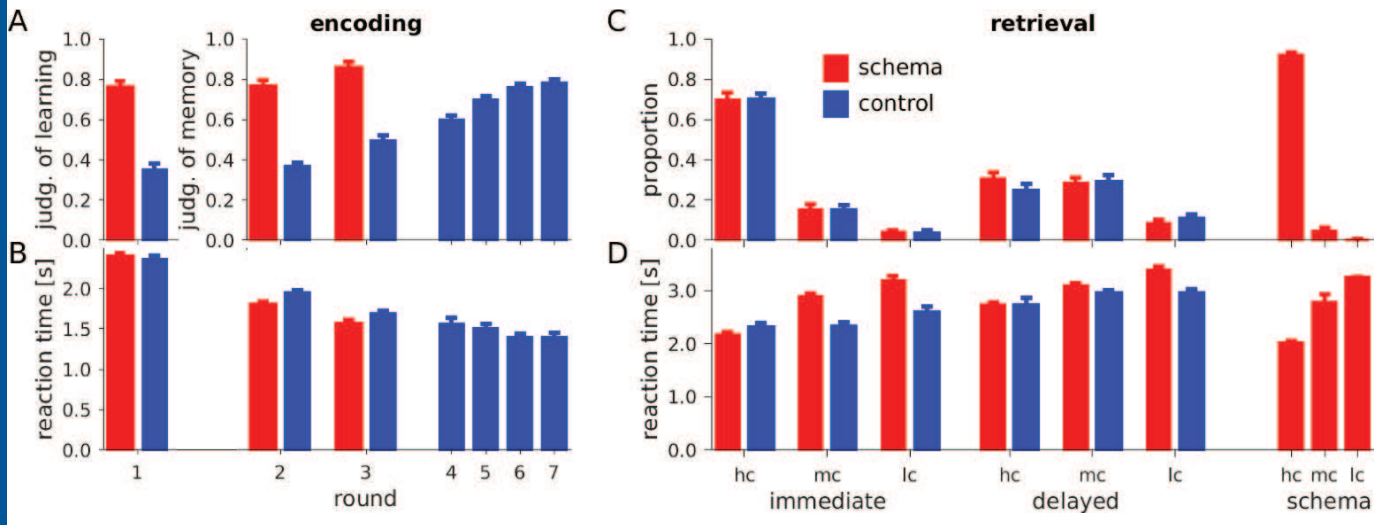 A
encoding
judg. of learning
1.0
0.8
0.6
0.4
0.2
0.0
judg. of memory
1.0
0.8
0.6
0.4
0.2
0.0
B
reaction time [s]
2.0
1.5
1.0
0.5
0.0
1
2
3
4 5 6 7
round
C
retrieval
schema
control
proportion
1.0
0.8
0.6
0.4
0.2
0.0
D
reaction time [s]
3.0
2.0
1.0
0.0
hc mc lc hc mc lc hc mc lc
immediate delayed schema